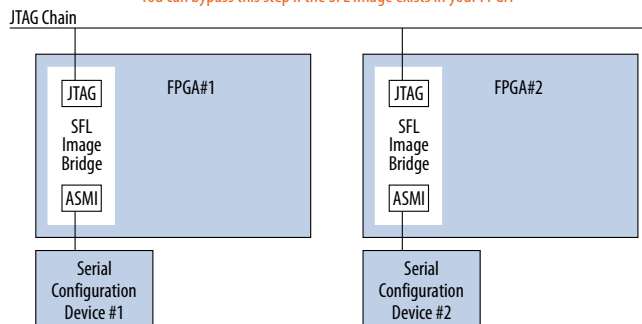 You can bypass this step if the SFL image exists in your FPGA
JTAG Chain
FPGA#1
JTAG
SFL
Image
Bridge
ASMI
Serial
Configuration
Device #1
FPGA#2
JTAG
SFL
Image
Bridge
ASMI
Serial
Configuration
Device #2